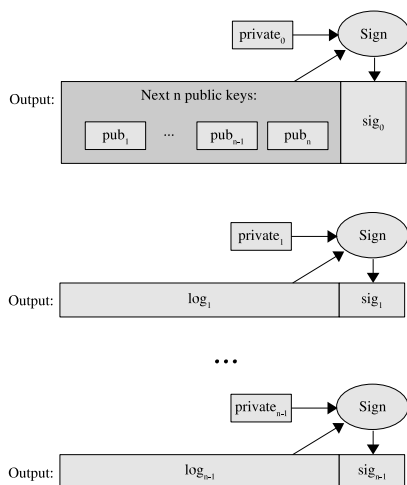 private₀ Sign
Output: Next n public keys:
pub₁ ... pubₙ₋₁ pubₙ sig₀
private₁ Sign
Output: log₁ sig₁
...
privateₙ₋₁ Sign
Output: logₙ₋₁ sigₙ₋₁